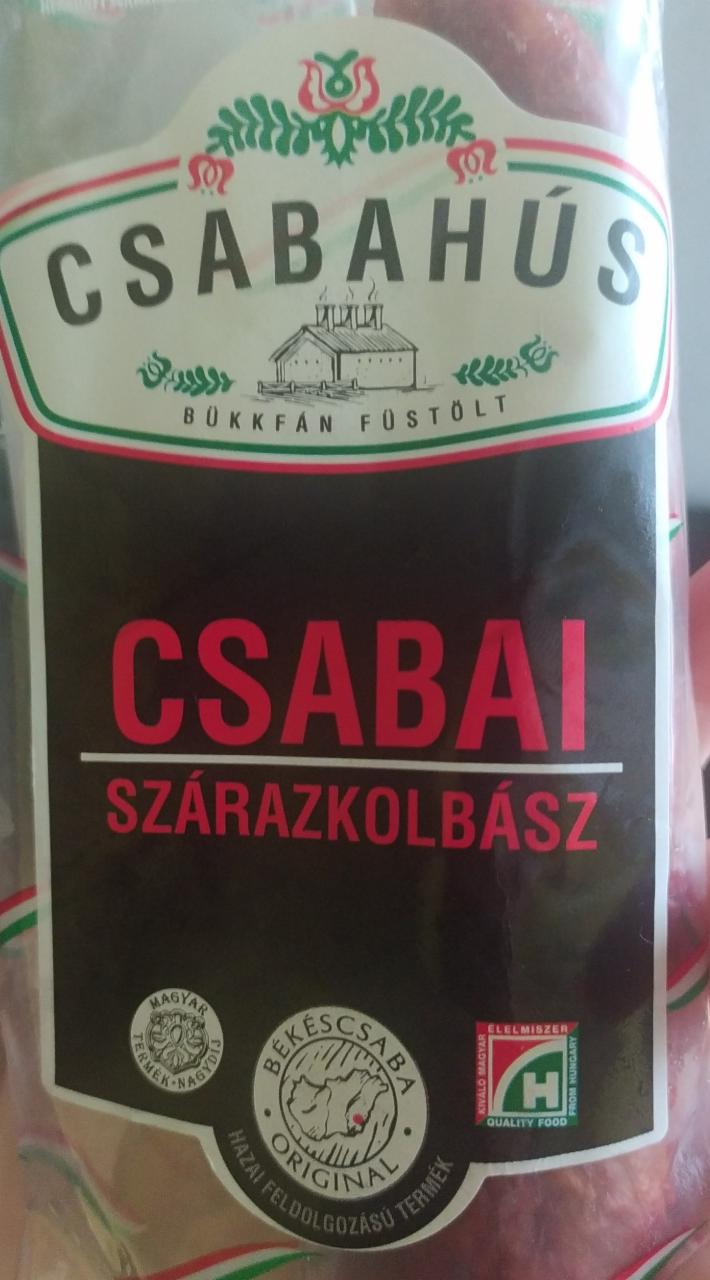 CSABAHÚS
BÜKKFÁN FÜSTÖLT
CSABAI
SZÁRAZKOLBÁSZ
MAGYAR
TERMÉK-NAGYDÍJ
BÉKÉSCSABA
• ORIGINAL •
HAZAI FELDOLGOZÁSÚ TERMÉK
KIVÁLÓ MAGYAR
ÉLELMISZER
H
QUALITY FOOD
FROM HUNGARY